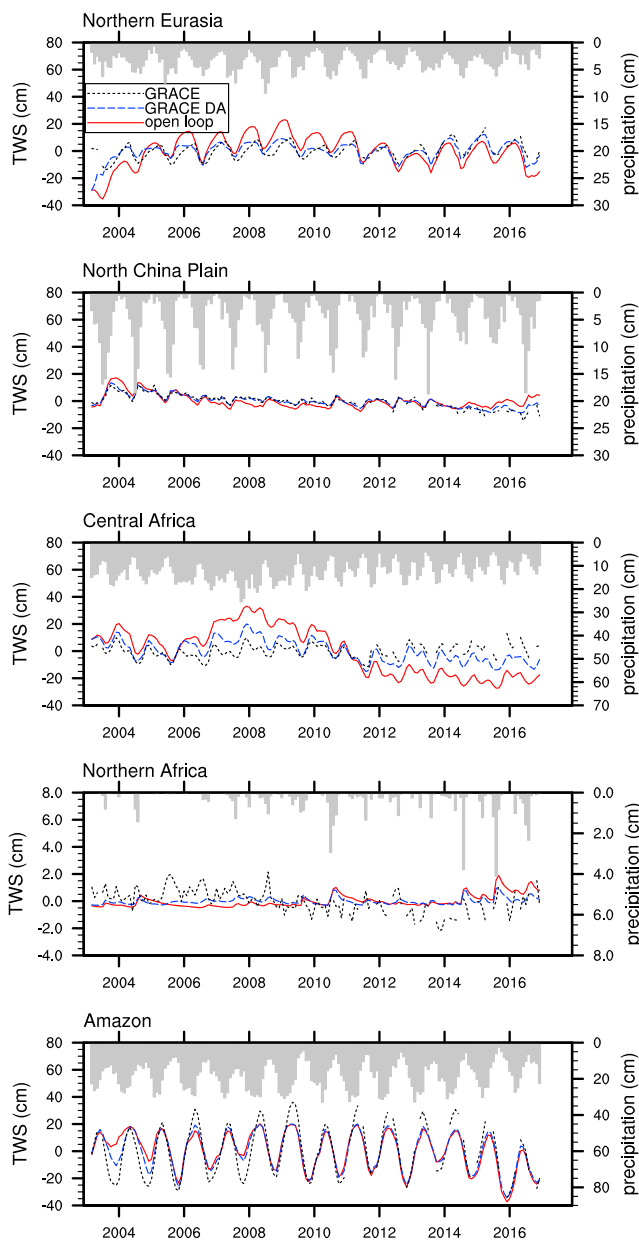 Northern Eurasia
80
60
40
20
0
-20
-40
TWS (cm)
GRACE
GRACE DA
open loop
0
5
10
15
20
25
30
precipitation (cm)
2004 2006 2008 2010 2012 2014 2016
North China Plain
80
60
40
20
0
-20
-40
TWS (cm)
0
5
10
15
20
25
30
precipitation (cm)
2004 2006 2008 2010 2012 2014 2016
Central Africa
80
60
40
20
0
-20
-40
TWS (cm)
0
10
20
30
40
50
60
70
precipitation (cm)
2004 2006 2008 2010 2012 2014 2016
Northern Africa
8.0
6.0
4.0
2.0
0.0
-2.0
-4.0
TWS (cm)
0.0
2.0
4.0
6.0
8.0
precipitation (cm)
2004 2006 2008 2010 2012 2014 2016
Amazon
80
60
40
20
0
-20
-40
TWS (cm)
0
20
40
60
80
precipitation (cm)
2004 2006 2008 2010 2012 2014 2016